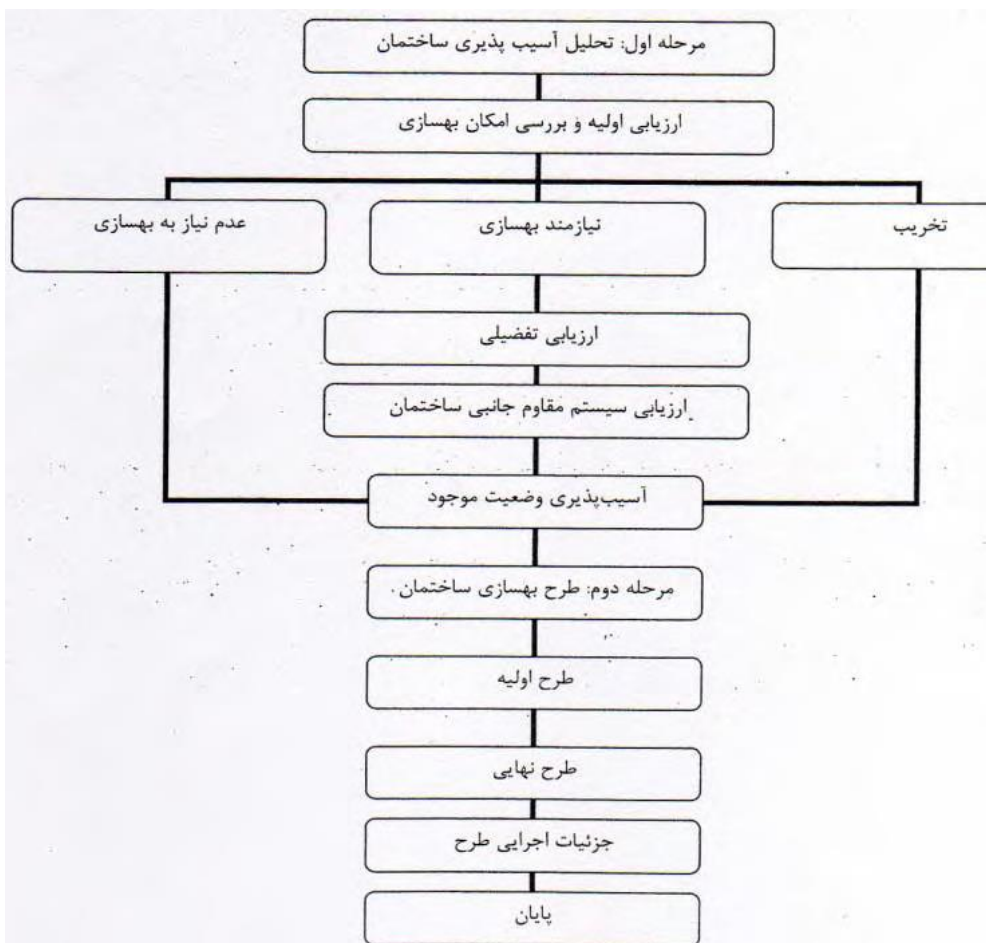 مرحله اول: تحلیل آسیب پذیری ساختمان
ارزیابی اولیه و بررسی امکان بهسازی
تخریب
نیازمند بهسازی
عدم نیاز به بهسازی
ارزیابی تفضیلی
ارزیابی سیستم مقاوم جانبی ساختمان
آسیب‌پذیری وضعیت موجود
مرحله دوم: طرح بهسازی ساختمان
طرح اولیه
طرح نهایی
جزئیات اجرایی طرح
پایان